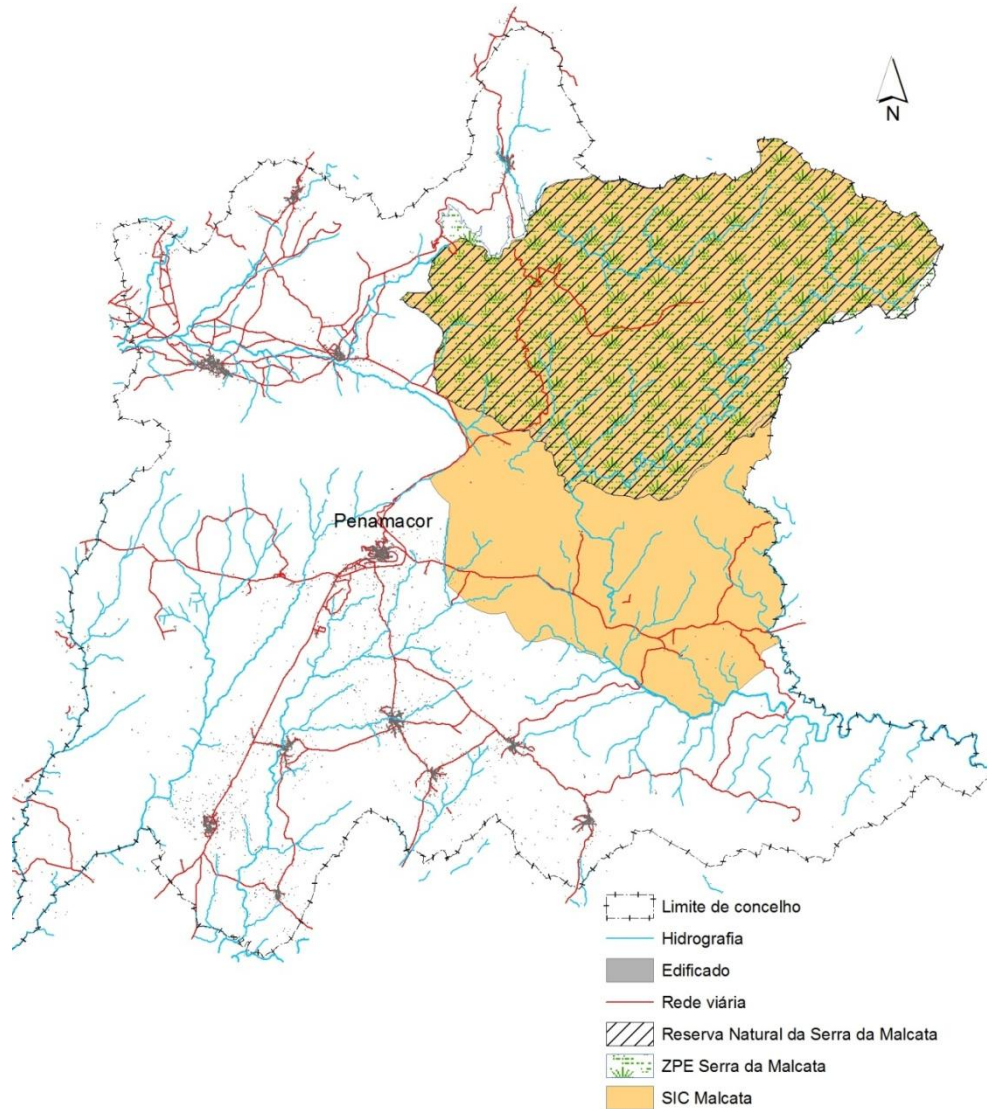 N
Penamacor
Limite de concelho
Hidrografia
Edificado
Rede viária
Reserva Natural da Serra da Malcata
ZPE Serra da Malcata
SIC Malcata